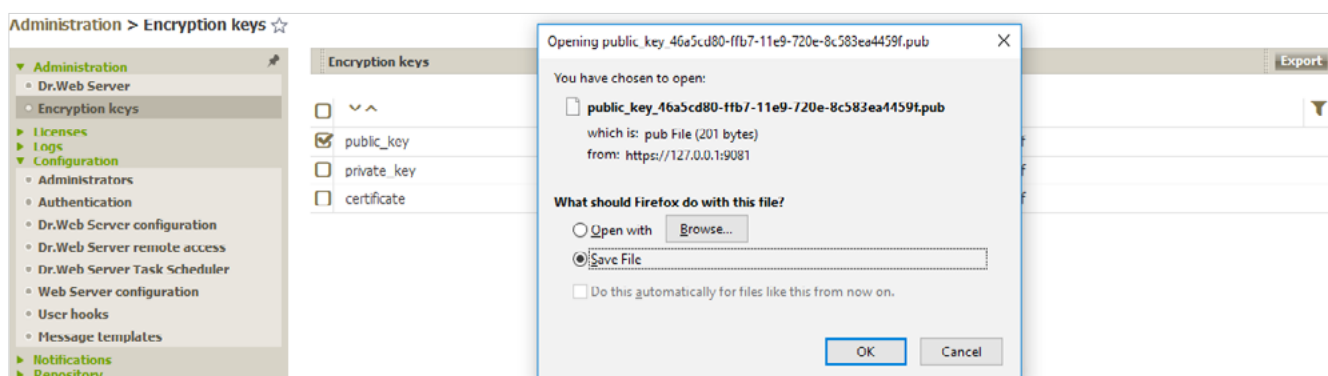 Administration > Encryption keys
Administration
Dr.Web Server
Encryption keys
Licenses
Logs
Configuration
Administrators
Authentication
Dr.Web Server configuration
Dr.Web Server remote access
Dr.Web Server Task Scheduler
Web Server configuration
User hooks
Message templates
Notifications
Repository
Encryption keys
Export
public_key
private_key
certificate
Opening public_key_46a5cd80-ffb7-11e9-720e-8c583ea4459f.pub
You have chosen to open:
public_key_46a5cd80-ffb7-11e9-720e-8c583ea4459f.pub
which is: pub File (201 bytes)
from: https://127.0.0.1:9081
What should Firefox do with this file?
Open with Browse...
Save File
Do this automatically for files like this from now on.
OK Cancel